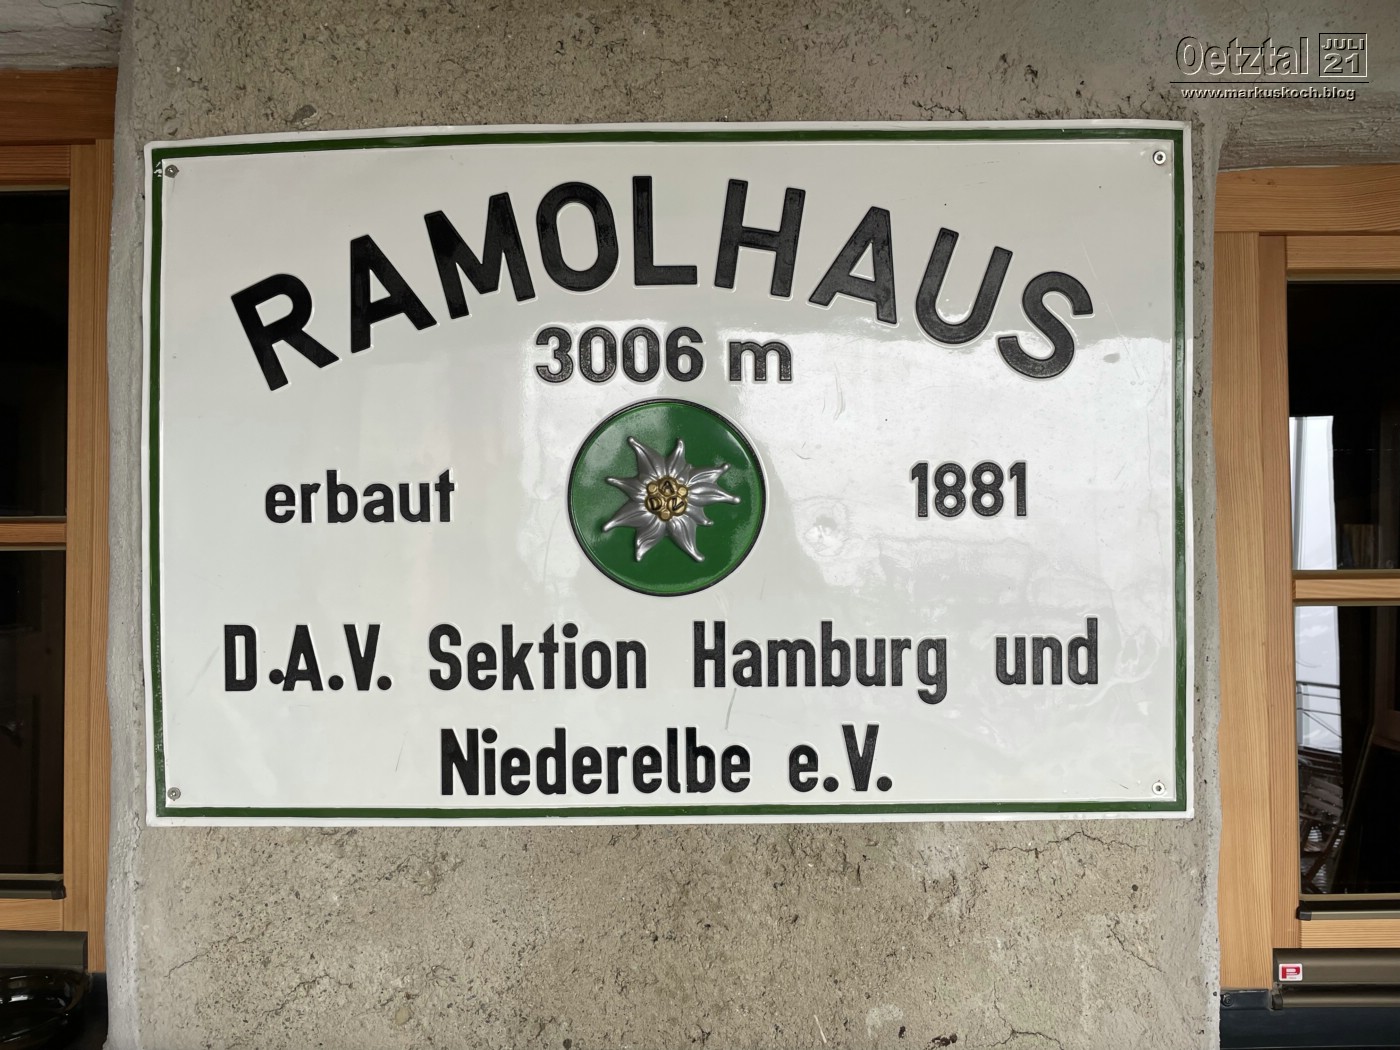 Oetztal JULI 21
www.markuskoch.blog
RAMOLHAUS
3006 m
erbaut 1881
D.A.V. Sektion Hamburg und
Niederelbe e.V.